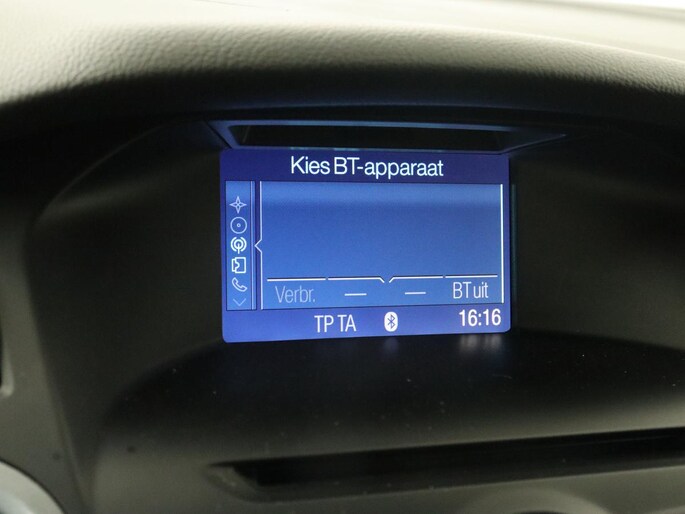 Kies BT-apparaat
Verbr. — — BT uit
TP TA 16:16